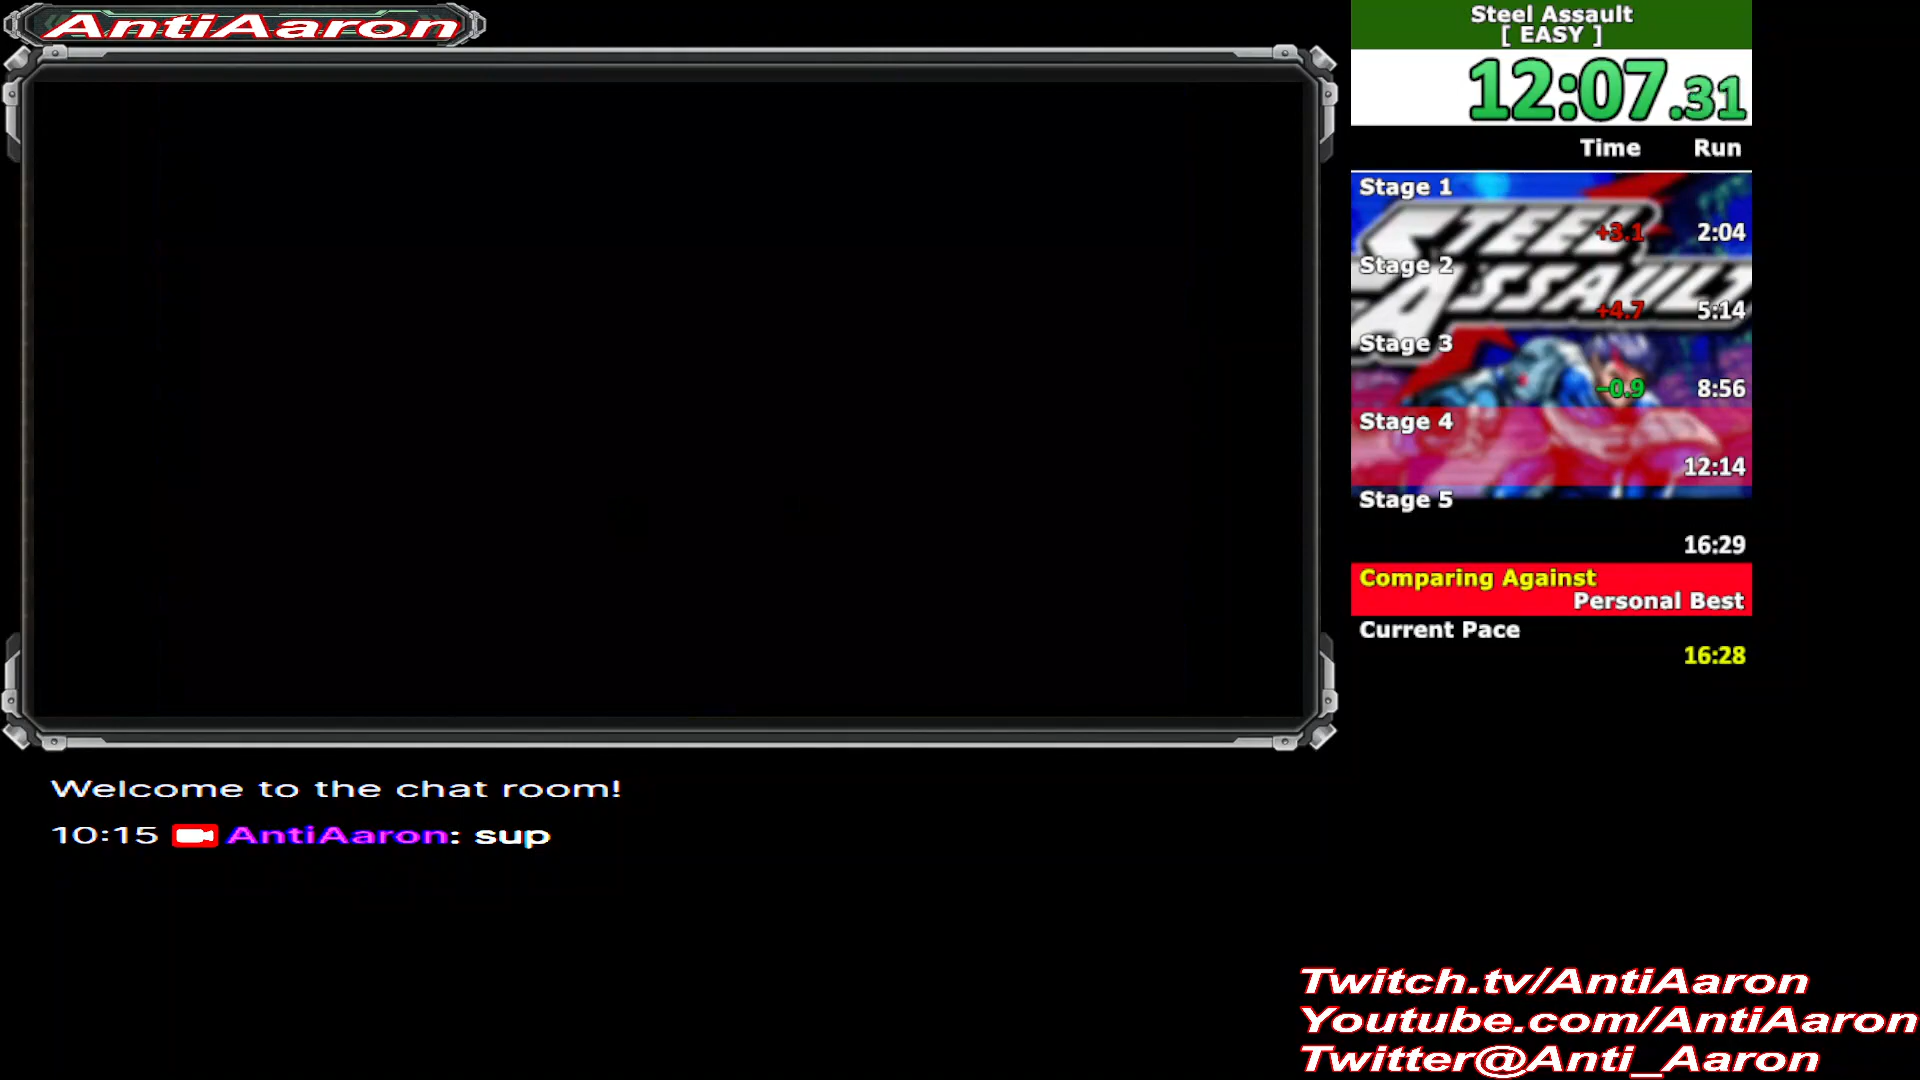 AntiAaron
Steel Assault
[ EASY ]
12:07.31
Time Run
Stage 1
+3.1 2:04
Stage 2
+4.7 5:14
Stage 3
−0.9 8:56
Stage 4
12:14
Stage 5
16:29
STEEL
ASSAULT
Comparing Against
Personal Best
Current Pace
16:28
Welcome to the chat room!
10:15 AntiAaron: sup
Twitch.tv/AntiAaron
Youtube.com/AntiAaron
Twitter@Anti_Aaron